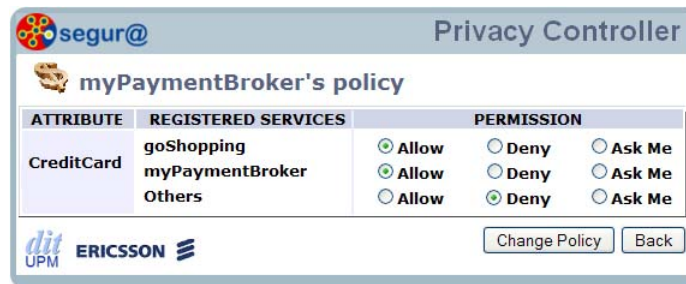 segur@ Privacy Controller
myPaymentBroker's policy
ATTRIBUTE REGISTERED SERVICES PERMISSION
goShopping Allow Deny Ask Me
CreditCard myPaymentBroker Allow Deny Ask Me
Others Allow Deny Ask Me
dit UPM ERICSSON Change Policy Back